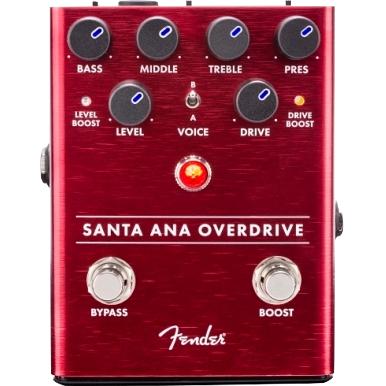 BASS MIDDLE TREBLE PRES
B
LEVEL
BOOST
LEVEL
A
VOICE
DRIVE
DRIVE
BOOST
SANTA ANA OVERDRIVE
BYPASS BOOST
Fender